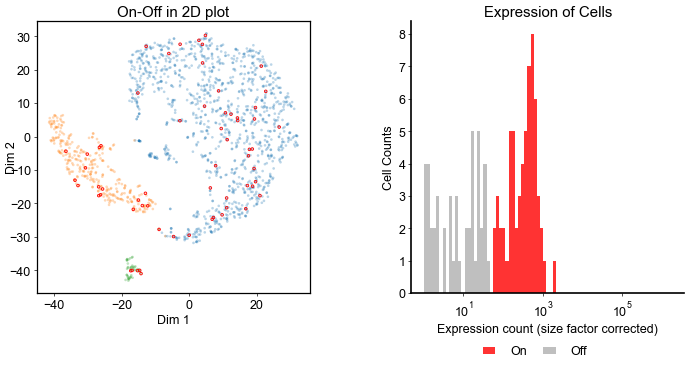 On-Off in 2D plot
Dim 2
30
20
10
0
−10
−20
−30
−40
−40 −20 0 20
Dim 1
Expression of Cells
Cell Counts
8
7
6
5
4
3
2
1
0
10^1 10^3 10^5
Expression count (size factor corrected)
On Off